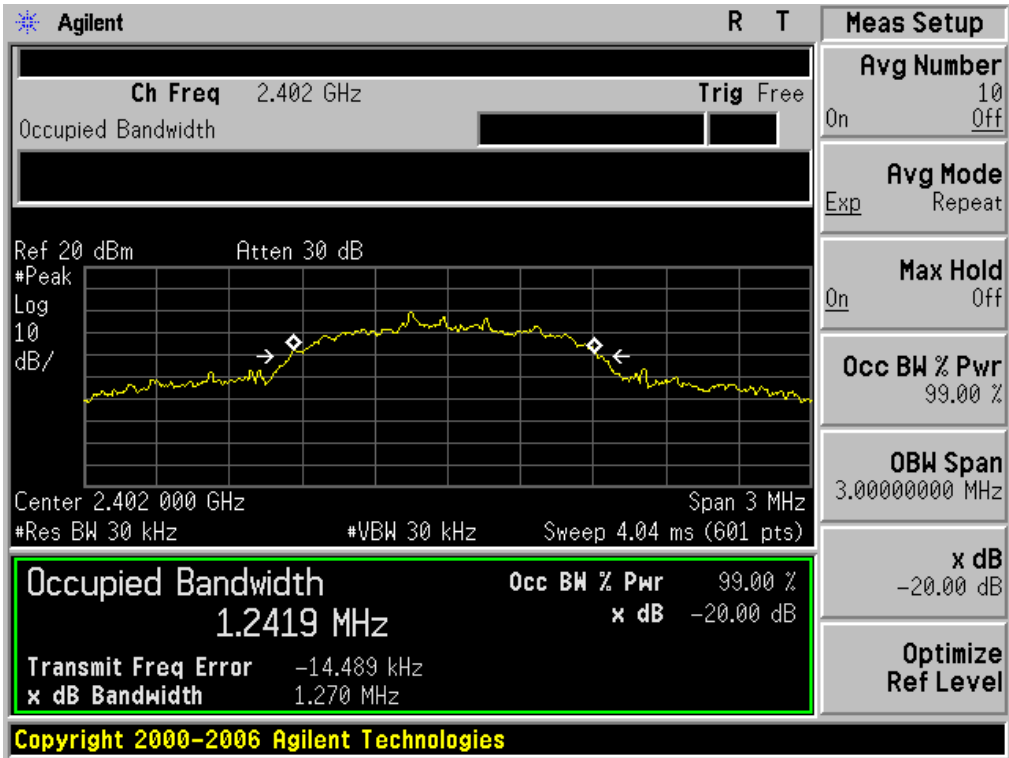 Agilent R T
Ch Freq 2.402 GHz Trig Free
Occupied Bandwidth
Ref 20 dBm Atten 30 dB
#Peak
Log
10
dB/
Center 2.402 000 GHz Span 3 MHz
#Res BW 30 kHz #VBW 30 kHz Sweep 4.04 ms (601 pts)
Occupied Bandwidth Occ BW % Pwr 99.00 %
1.2419 MHz x dB -20.00 dB
Transmit Freq Error -14.489 kHz
x dB Bandwidth 1.270 MHz
Copyright 2000-2006 Agilent Technologies
Meas Setup
Avg Number
10
On Off
Avg Mode
Exp Repeat
Max Hold
On Off
Occ BW % Pwr
99.00 %
OBW Span
3.00000000 MHz
x dB
-20.00 dB
Optimize
Ref Level